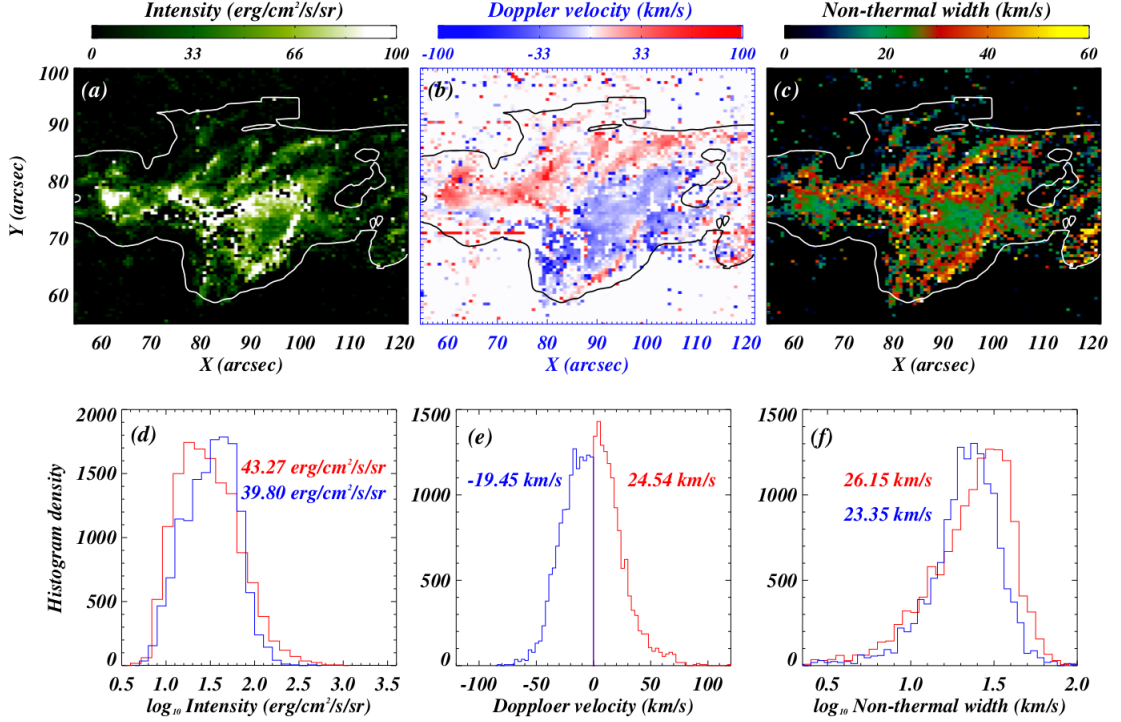 Intensity (erg/cm²/s/sr) Doppler velocity (km/s) Non-thermal width (km/s)
0 33 66 100 -100 -33 33 100 0 20 40 60
(a) (b) (c)
100
90
80
70
60
Y (arcsec)
60 70 80 90 100 110 120 60 70 80 90 100 110 120 60 70 80 90 100 110 120
X (arcsec) X (arcsec) X (arcsec)
2000 1500 1500
(d) (e) (f)
43.27 erg/cm²/s/sr -19.45 km/s 24.54 km/s 26.15 km/s
39.80 erg/cm²/s/sr 23.35 km/s
1500 1000 1000
1000
500 500 500
0 0 0
Histogram density
0.5 1.0 1.5 2.0 2.5 3.0 3.5 -100 -50 0 50 100 0.5 1.0 1.5 2.0
log₁₀ Intensity (erg/cm²/s/sr) Dopploer velocity (km/s) log₁₀ Non-thermal width (km/s)